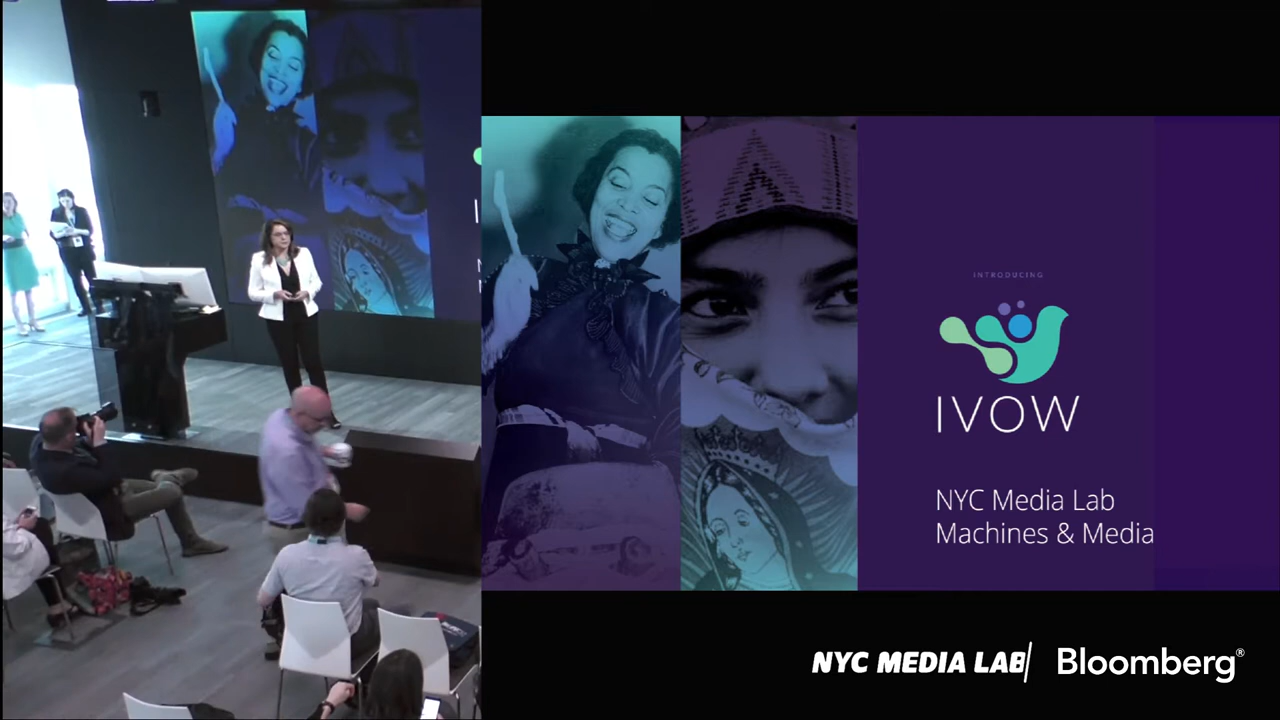 INTRODUCING
IVOW
NYC Media Lab
Machines & Media
NYC MEDIA LAB
Bloomberg®